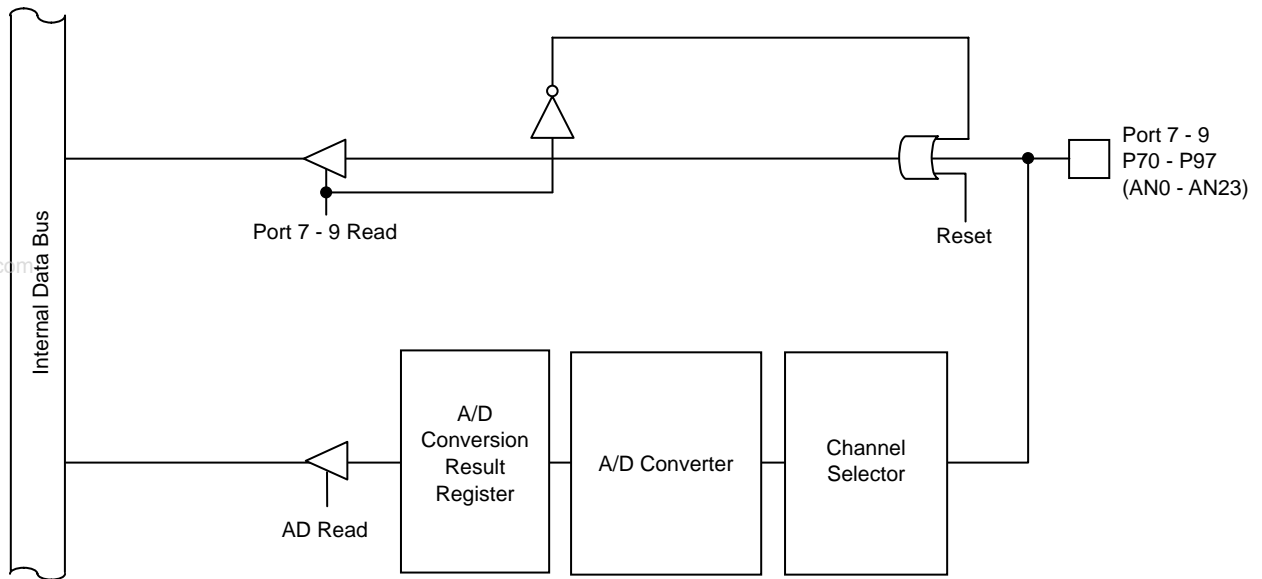 Port 7 - 9
P70 - P97
(AN0 - AN23)
Port 7 - 9 Read
Reset
com
Internal Data Bus
A/D
Conversion
Result
Register
A/D Converter
Channel
Selector
AD Read